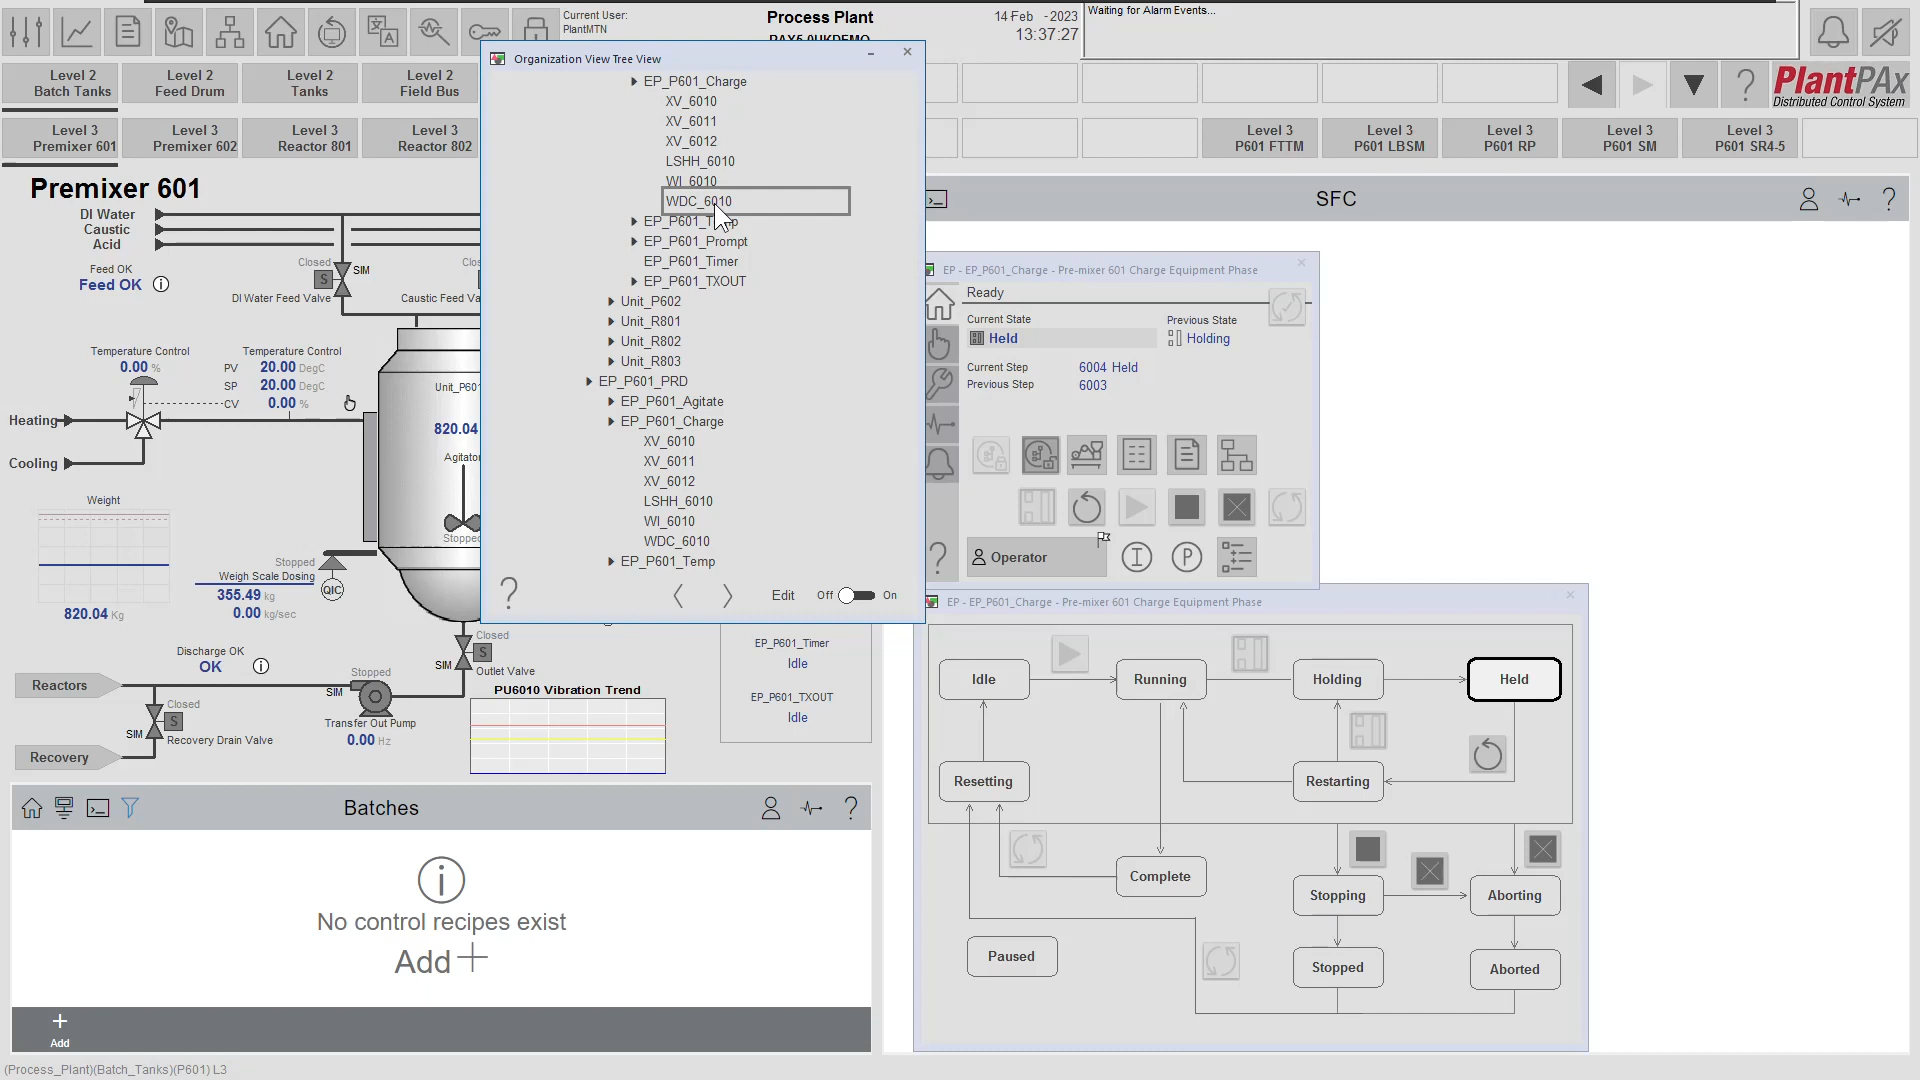 Current User:
PlantMTN
Process Plant
PAX5.0UKDEMO
14 Feb -2023
13:37:27
Waiting for Alarm Events...
Level 2
Batch Tanks
Level 2
Feed Drum
Level 2
Tanks
Level 2
Field Bus
PlantPAx
Distributed Control System
Level 3
Premixer 601
Level 3
Premixer 602
Level 3
Reactor 801
Level 3
Reactor 802
Level 3
P601 FTTM
Level 3
P601 LBSM
Level 3
P601 RP
Level 3
P601 SM
Level 3
P601 SR4-5
Premixer 601
DI Water
Caustic
Acid
Feed OK
Feed OK
Closed
S
SIM
DI Water Feed Valve
Caustic Feed Va
Temperature Control
0.00 %
Temperature Control
PV 20.00 DegC
SP 20.00 DegC
CV 0.00 %
Heating
Cooling
Unit_P601
820.04
Agitato
Stopped
Weight
820.04 Kg
Stopped
Weigh Scale Dosing
QIC
355.49 kg
0.00 kg/sec
Closed
S
SIM
Outlet Valve
Discharge OK
OK
Reactors
Recovery
Closed
S
SIM
Recovery Drain Valve
Stopped
SIM
Transfer Out Pump
0.00 Hz
PU6010 Vibration Trend
EP_P601_Timer
Idle
EP_P601_TXOUT
Idle
Organization View Tree View
EP_P601_Charge
XV_6010
XV_6011
XV_6012
LSHH_6010
WI_6010
WDC_6010
EP_P601_Prompt
EP_P601_Timer
EP_P601_TXOUT
Unit_P602
Unit_R801
Unit_R802
Unit_R803
EP_P601_PRD
EP_P601_Agitate
EP_P601_Charge
XV_6010
XV_6011
XV_6012
LSHH_6010
WI_6010
WDC_6010
EP_P601_Temp
? Edit Off On
SFC
EP - EP_P601_Charge - Pre-mixer 601 Charge Equipment Phase
Ready
Current State
Held
Previous State
Holding
Current Step 6004 Held
Previous Step 6003
Operator
I
P
EP - EP_P601_Charge - Pre-mixer 601 Charge Equipment Phase
Idle
Running
Holding
Held
Resetting
Restarting
Complete
Stopping
Aborting
Paused
Stopped
Aborted
Batches
No control recipes exist
Add
Add
(Process_Plant)(Batch_Tanks)(P601) L3